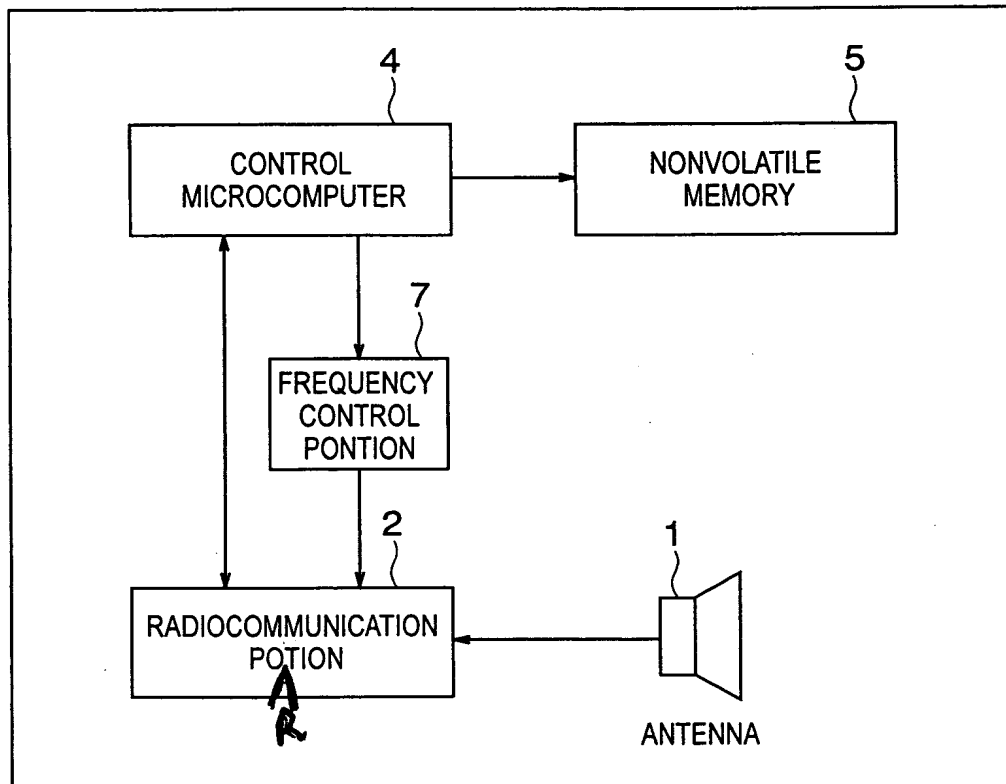 4
CONTROL
MICROCOMPUTER
5
NONVOLATILE
MEMORY
7
FREQUENCY
CONTROL
PONTION
2
RADIOCOMMUNICATION
POTION
R
1
ANTENNA